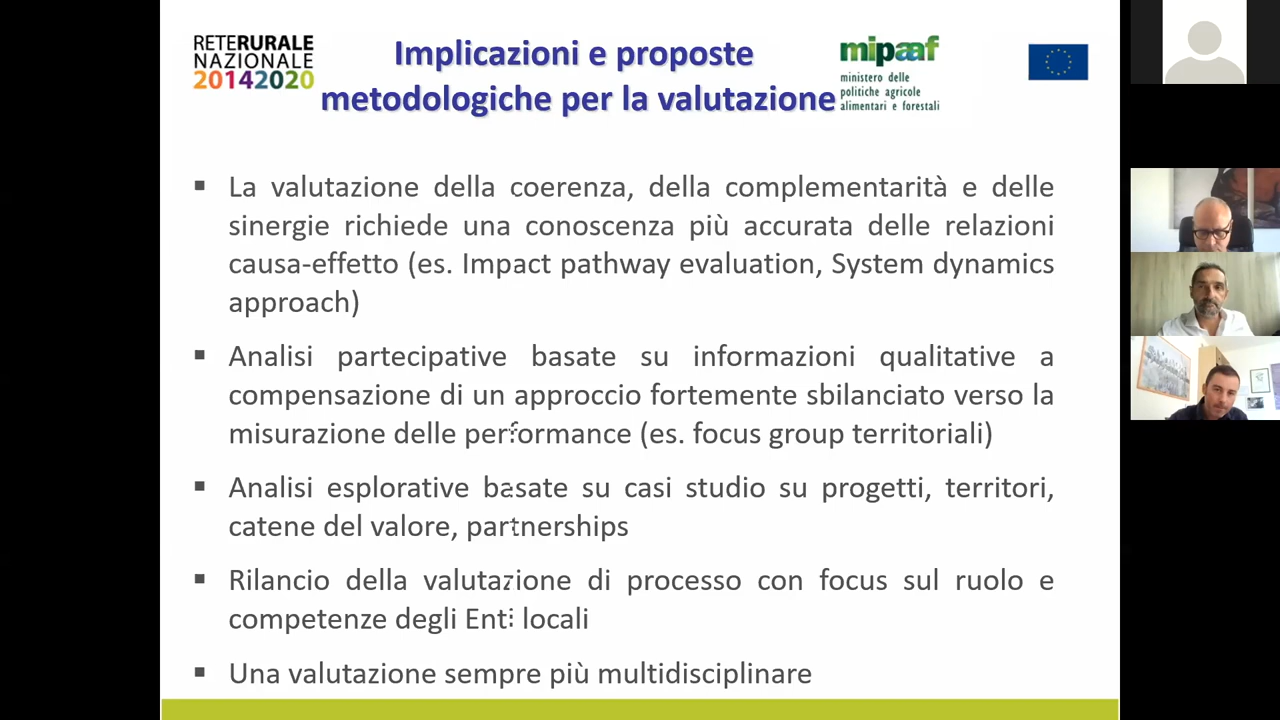 RETERURALE
NAZIONALE
20142020
Implicazioni e proposte
metodologiche per la valutazione
mipaaf
ministero delle
politiche agricole
alimentari e forestali
▪ La valutazione della coerenza, della complementarità e delle
sinergie richiede una conoscenza più accurata delle relazioni
causa-effetto (es. Impact pathway evaluation, System dynamics
approach)
▪ Analisi partecipative basate su informazioni qualitative a
compensazione di un approccio fortemente sbilanciato verso la
misurazione delle performance (es. focus group territoriali)
▪ Analisi esplorative basate su casi studio su progetti, territori,
catene del valore, partnerships
▪ Rilancio della valutazione di processo con focus sul ruolo e
competenze degli Enti locali
▪ Una valutazione sempre più multidisciplinare